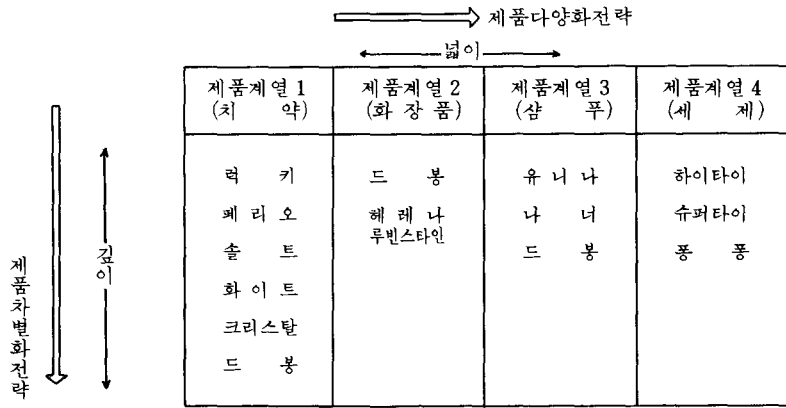 제품다양화전략
넓이
제품계열 1 제품계열 2 제품계열 3 제품계열 4
(치 약) (화 장 품) (샴 푸) (세 제)
럭 키 드 봉 유 니 나 하이타이
페 리 오 헤 레 나 나 너 슈퍼타이
루빈스타인
솔 트 드 봉 퐁 퐁
화 이 트
크리스탈
드 봉
깊이
제품차별화전략